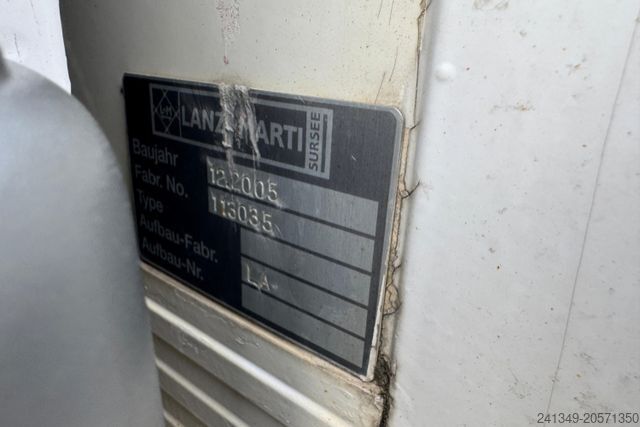 LANZ+MARTI
SURSEE
Baujahr 12.2005
Fabr. No. 113035
Type
Aufbau-Fabr. LA-
Aufbau-Nr.
241349-20571350